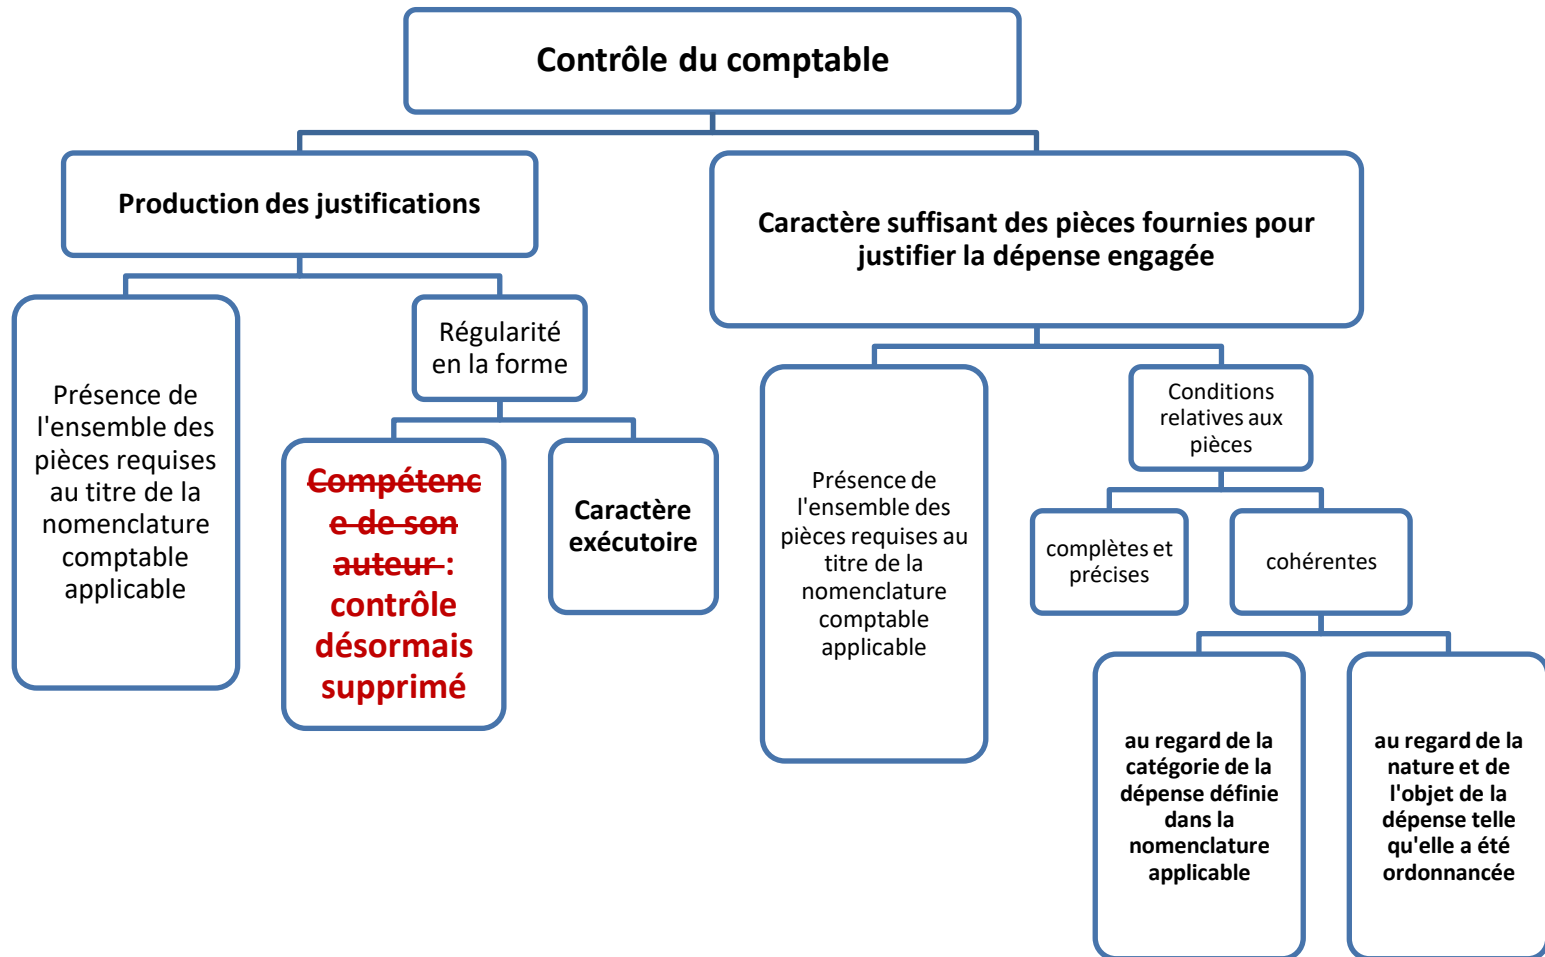 Contrôle du comptable
Production des justifications
Caractère suffisant des pièces fournies pour
justifier la dépense engagée
Présence de
l'ensemble des
pièces requises
au titre de la
nomenclature
comptable
applicable
Régularité
en la forme
Compétenc
e de son
auteur :
contrôle
désormais
supprimé
Caractère
exécutoire
Présence de
l'ensemble des
pièces requises au
titre de la
nomenclature
comptable
applicable
Conditions
relatives aux
pièces
complètes et
précises
cohérentes
au regard de la
catégorie de la
dépense définie
dans la
nomenclature
applicable
au regard de la
nature et de
l'objet de la
dépense telle
qu'elle a été
ordonnancée